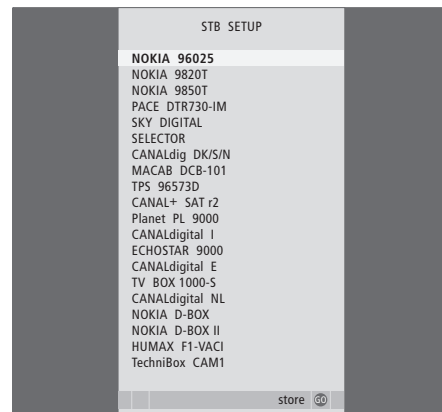 STB SETUP
NOKIA 96025
NOKIA 9820T
NOKIA 9850T
PACE DTR730-IM
SKY DIGITAL
SELECTOR
CANALdig DK/S/N
MACAB DCB-101
TPS 96573D
CANAL+ SAT r2
Planet PL 9000
CANALdigital I
ECHOSTAR 9000
CANALdigital E
TV BOX 1000-S
CANALdigital NL
NOKIA D-BOX
NOKIA D-BOX II
HUMAX F1-VACI
TechniBox CAM1
store GO